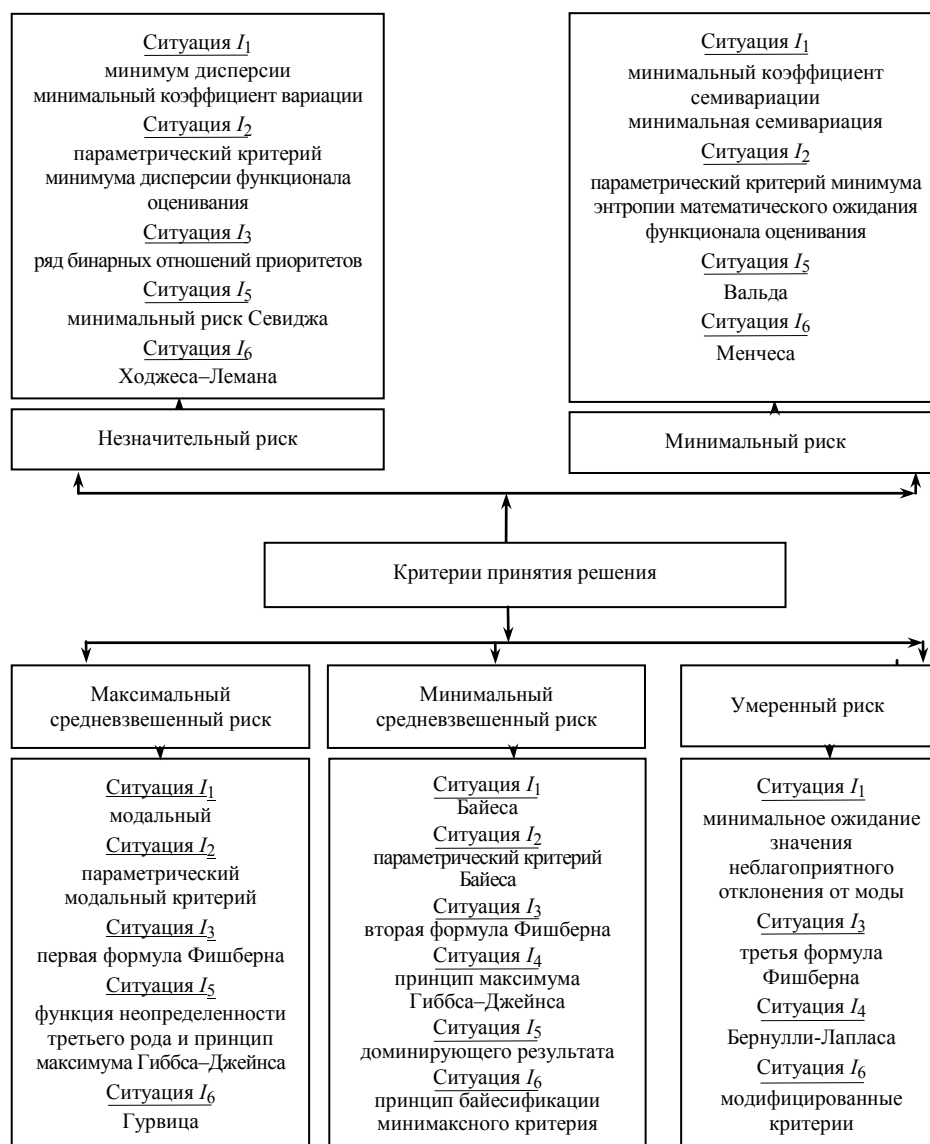 Ситуация I1
минимум дисперсии
минимальный коэффициент вариации
Ситуация I2
параметрический критерий
минимума дисперсии функционала
оценивания
Ситуация I3
ряд бинарных отношений приоритетов
Ситуация I5
минимальный риск Севиджа
Ситуация I6
Ходжеса–Лемана
Незначительный риск
Ситуация I1
минимальный коэффициент
семивариации
минимальная семивариация
Ситуация I2
параметрический критерий минимума
энтропии математического ожидания
функционала оценивания
Ситуация I5
Вальда
Ситуация I6
Менчеса
Минимальный риск
Критерии принятия решения
Максимальный
средневзвешенный риск
Ситуация I1
модальный
Ситуация I2
параметрический
модальный критерий
Ситуация I3
первая формула Фишберна
Ситуация I5
функция неопределенности
третьего рода и принцип
максимума Гиббса–Джейнса
Ситуация I6
Гурвица
Минимальный
средневзвешенный риск
Ситуация I1
Байеса
Ситуация I2
параметрический критерий
Байеса
Ситуация I3
вторая формула Фишберна
Ситуация I4
принцип максимума
Гиббса–Джейнса
Ситуация I5
доминирующего результата
Ситуация I6
принцип байесификации
минимаксного критерия
Умеренный риск
Ситуация I1
минимальное ожидание
значения
неблагоприятного
отклонения от моды
Ситуация I3
третья формула
Фишберна
Ситуация I4
Бернулли-Лапласа
Ситуация I6
модифицированные
критерии